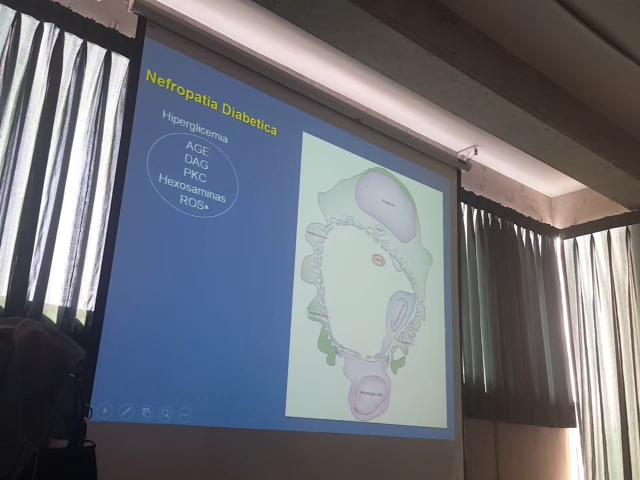 Nefropatia Diabetica
Hiperglicemia
AGE
DAG
PKC
Hexosaminas
ROS